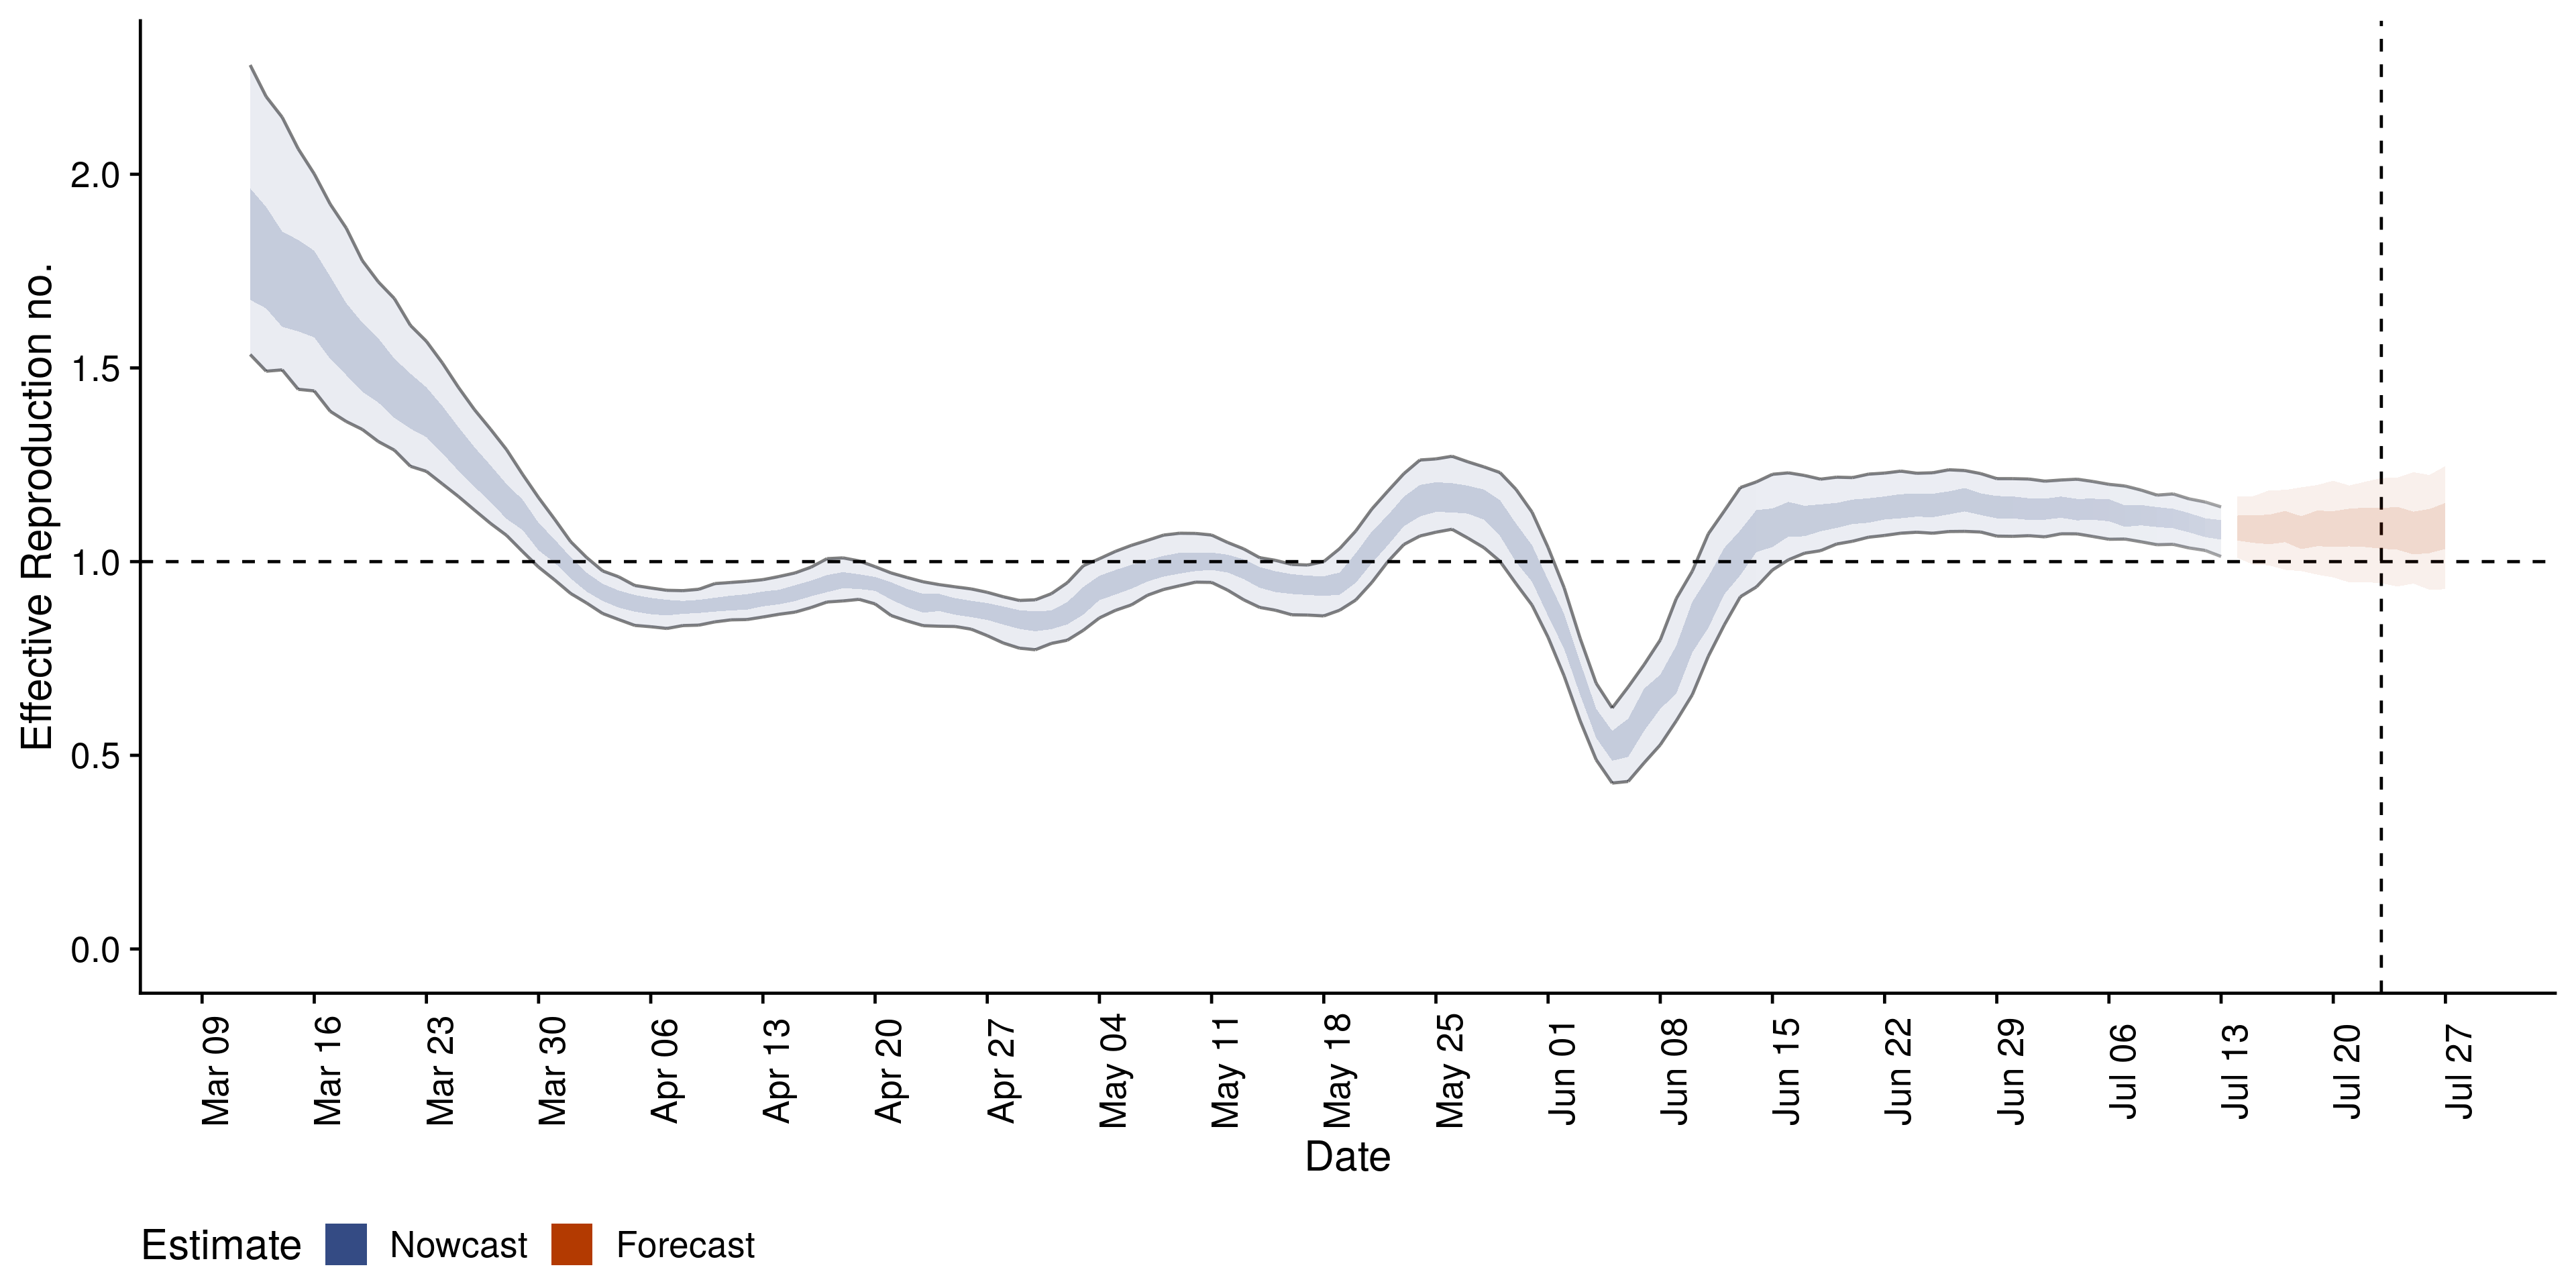 Effective Reproduction no.
2.0
1.5
1.0
0.5
0.0
Mar 09
Mar 16
Mar 23
Mar 30
Apr 06
Apr 13
Apr 20
Apr 27
May 04
May 11
May 18
May 25
Jun 01
Jun 08
Jun 15
Jun 22
Jun 29
Jul 06
Jul 13
Jul 20
Jul 27
Date
Estimate Nowcast Forecast